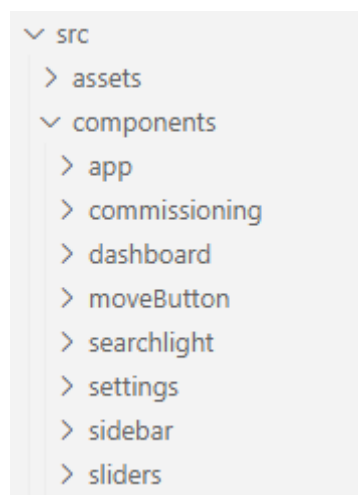 src
assets
components
app
commissioning
dashboard
moveButton
searchlight
settings
sidebar
sliders